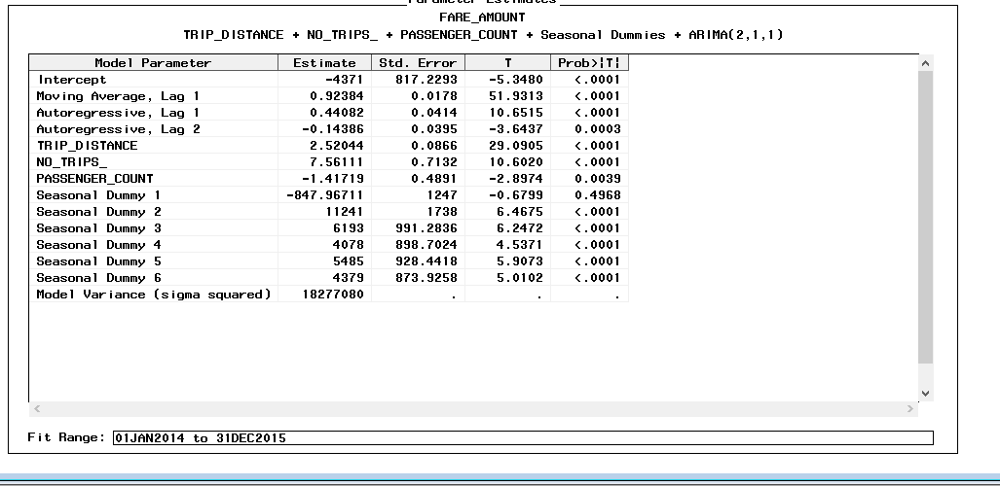 Parameter Estimates
FARE_AMOUNT
TRIP_DISTANCE + NO_TRIPS_ + PASSENGER_COUNT + Seasonal Dummies + ARIMA(2,1,1)
Model Parameter Estimate Std. Error T Prob>|T|
Intercept -4371 817.2293 -5.3480 <.0001
Moving Average, Lag 1 0.92384 0.0178 51.9313 <.0001
Autoregressive, Lag 1 0.44082 0.0414 10.6515 <.0001
Autoregressive, Lag 2 -0.14386 0.0395 -3.6437 0.0003
TRIP_DISTANCE 2.52044 0.0866 29.0905 <.0001
NO_TRIPS_ 7.56111 0.7132 10.6020 <.0001
PASSENGER_COUNT -1.41719 0.4891 -2.8974 0.0039
Seasonal Dummy 1 -847.96711 1247 -0.6799 0.4968
Seasonal Dummy 2 11241 1738 6.4675 <.0001
Seasonal Dummy 3 6193 991.2836 6.2472 <.0001
Seasonal Dummy 4 4078 898.7024 4.5371 <.0001
Seasonal Dummy 5 5485 928.4418 5.9073 <.0001
Seasonal Dummy 6 4379 873.9258 5.0102 <.0001
Model Variance (sigma squared) 18277080 . . .
Fit Range: 01JAN2014 to 31DEC2015